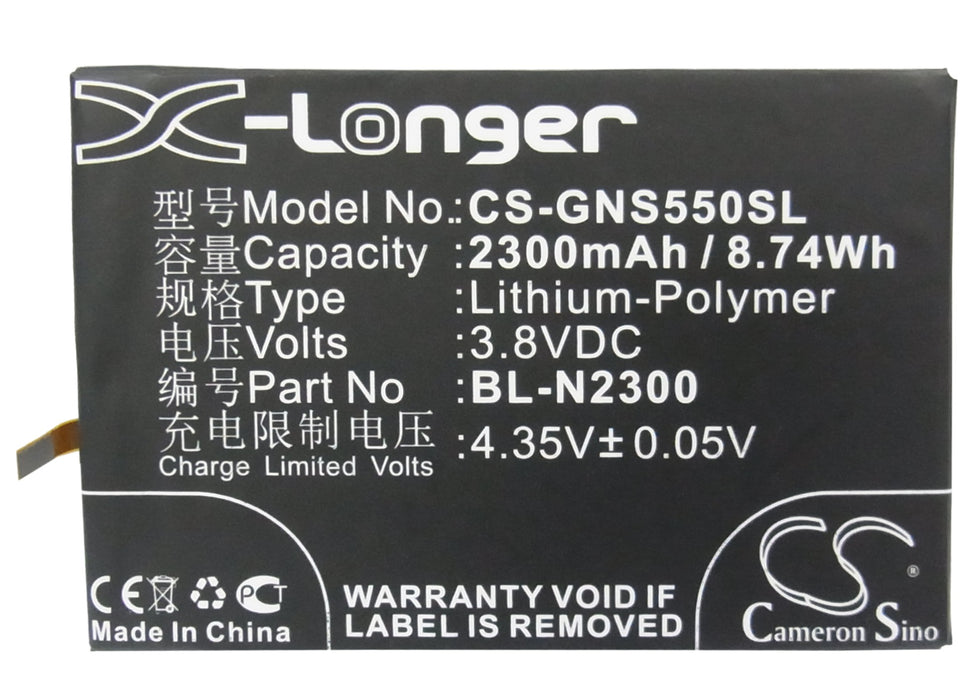 X-Longer
型号Model No.:CS-GNS550SL
容量Capacity :2300mAh / 8.74Wh
规格Type :Lithium-Polymer
电压Volts :3.8VDC
编号Part No :BL-N2300
充电限制电压 :4.35V±0.05V
Charge Limited Volts
CE PCT
Made In China
WARRANTY VOID IF
LABEL IS REMOVED
CS ®
Cameron Sino